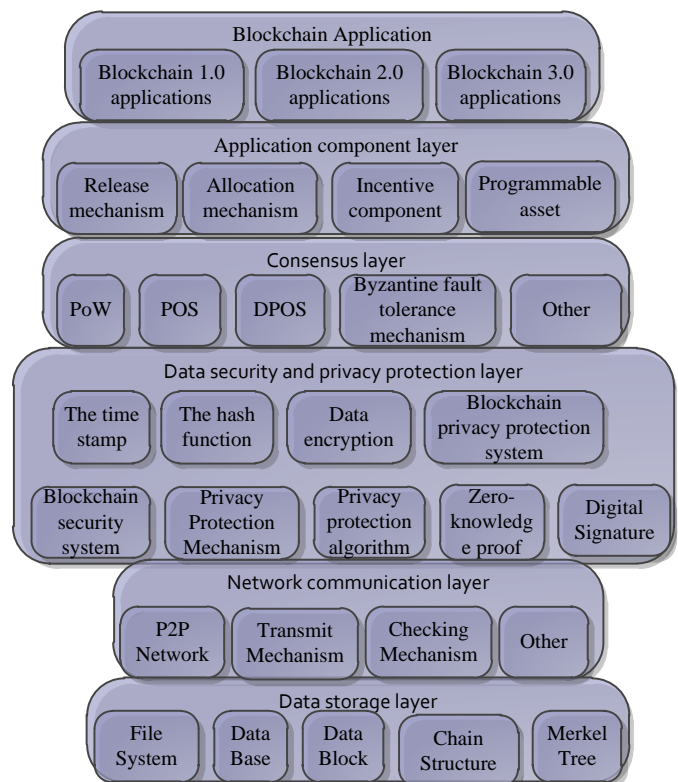 Blockchain Application
Blockchain 1.0
applications
Blockchain 2.0
applications
Blockchain 3.0
applications
Application component layer
Release
mechanism
Allocation
mechanism
Incentive
component
Programmable
asset
Consensus layer
PoW
POS
DPOS
Byzantine fault
tolerance
mechanism
Other
Data security and privacy protection layer
The time
stamp
The hash
function
Data
encryption
Blockchain
privacy protection
system
Blockchain
security
system
Privacy
Protection
Mechanism
Privacy
protection
algorithm
Zero-
knowledg
e proof
Digital
Signature
Network communication layer
P2P
Network
Transmit
Mechanism
Checking
Mechanism
Other
Data storage layer
File
System
Data
Base
Data
Block
Chain
Structure
Merkel
Tree